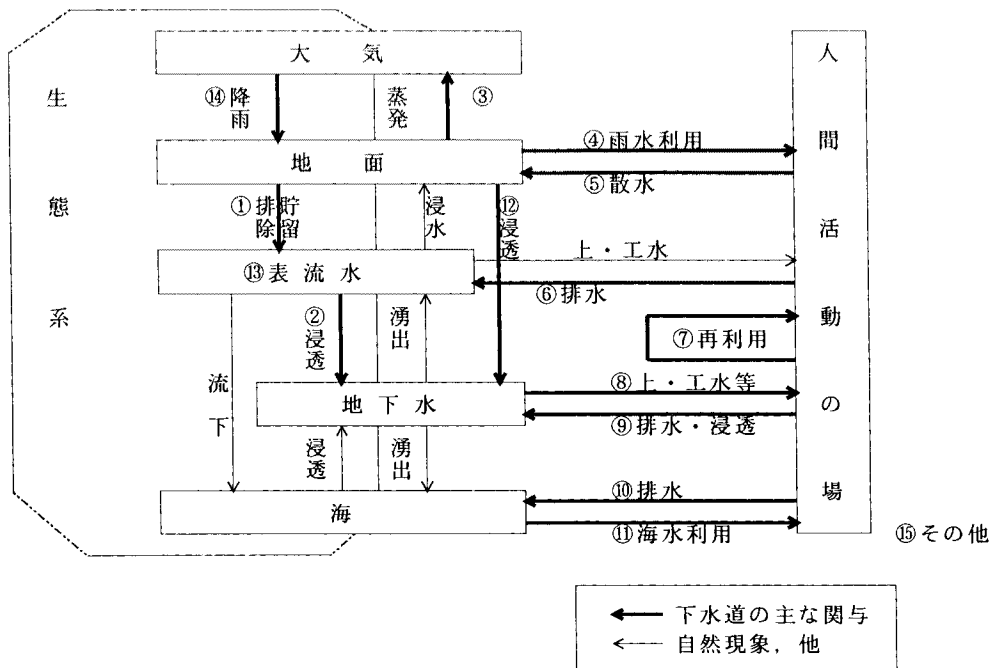 大気
生態系
人間活動の場
⑭降雨
蒸発
③
地面
④雨水利用
⑤散水
①排除
貯留
浸水
⑫浸透
上・工水
⑬表流水
⑥排水
②浸透
湧出
⑦再利用
流下
⑧上・工水等
地下水
⑨排水・浸透
浸透
湧出
⑩排水
海
⑪海水利用
⑮その他
下水道の主な関与
自然現象，他